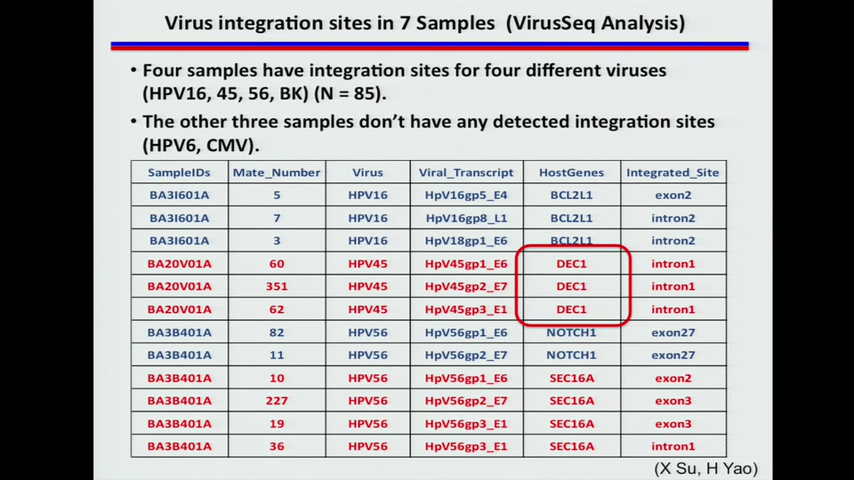 Virus integration sites in 7 Samples (VirusSeq Analysis)
• Four samples have integration sites for four different viruses
(HPV16, 45, 56, BK) (N = 85).
• The other three samples don't have any detected integration sites
(HPV6, CMV).
SampleIDs Mate_Number Virus Viral_Transcript HostGenes Integrated_Site
BA3I601A 5 HPV16 HpV16gp5_E4 BCL2L1 exon2
BA3I601A 7 HPV16 HpV16gp8_L1 BCL2L1 intron2
BA3I601A 3 HPV16 HpV18gp1_E6 BCL2L1 intron2
BA20V01A 60 HPV45 HpV45gp1_E6 DEC1 intron1
BA20V01A 351 HPV45 HpV45gp2_E7 DEC1 intron1
BA20V01A 62 HPV45 HpV45gp3_E1 DEC1 intron1
BA3B401A 82 HPV56 HpV56gp1_E6 NOTCH1 exon27
BA3B401A 11 HPV56 HpV56gp2_E7 NOTCH1 exon27
BA3B401A 10 HPV56 HpV56gp1_E6 SEC16A exon2
BA3B401A 227 HPV56 HpV56gp2_E7 SEC16A exon3
BA3B401A 19 HPV56 HpV56gp3_E1 SEC16A exon3
BA3B401A 36 HPV56 HpV56gp3_E1 SEC16A intron1
(X Su, H Yao)